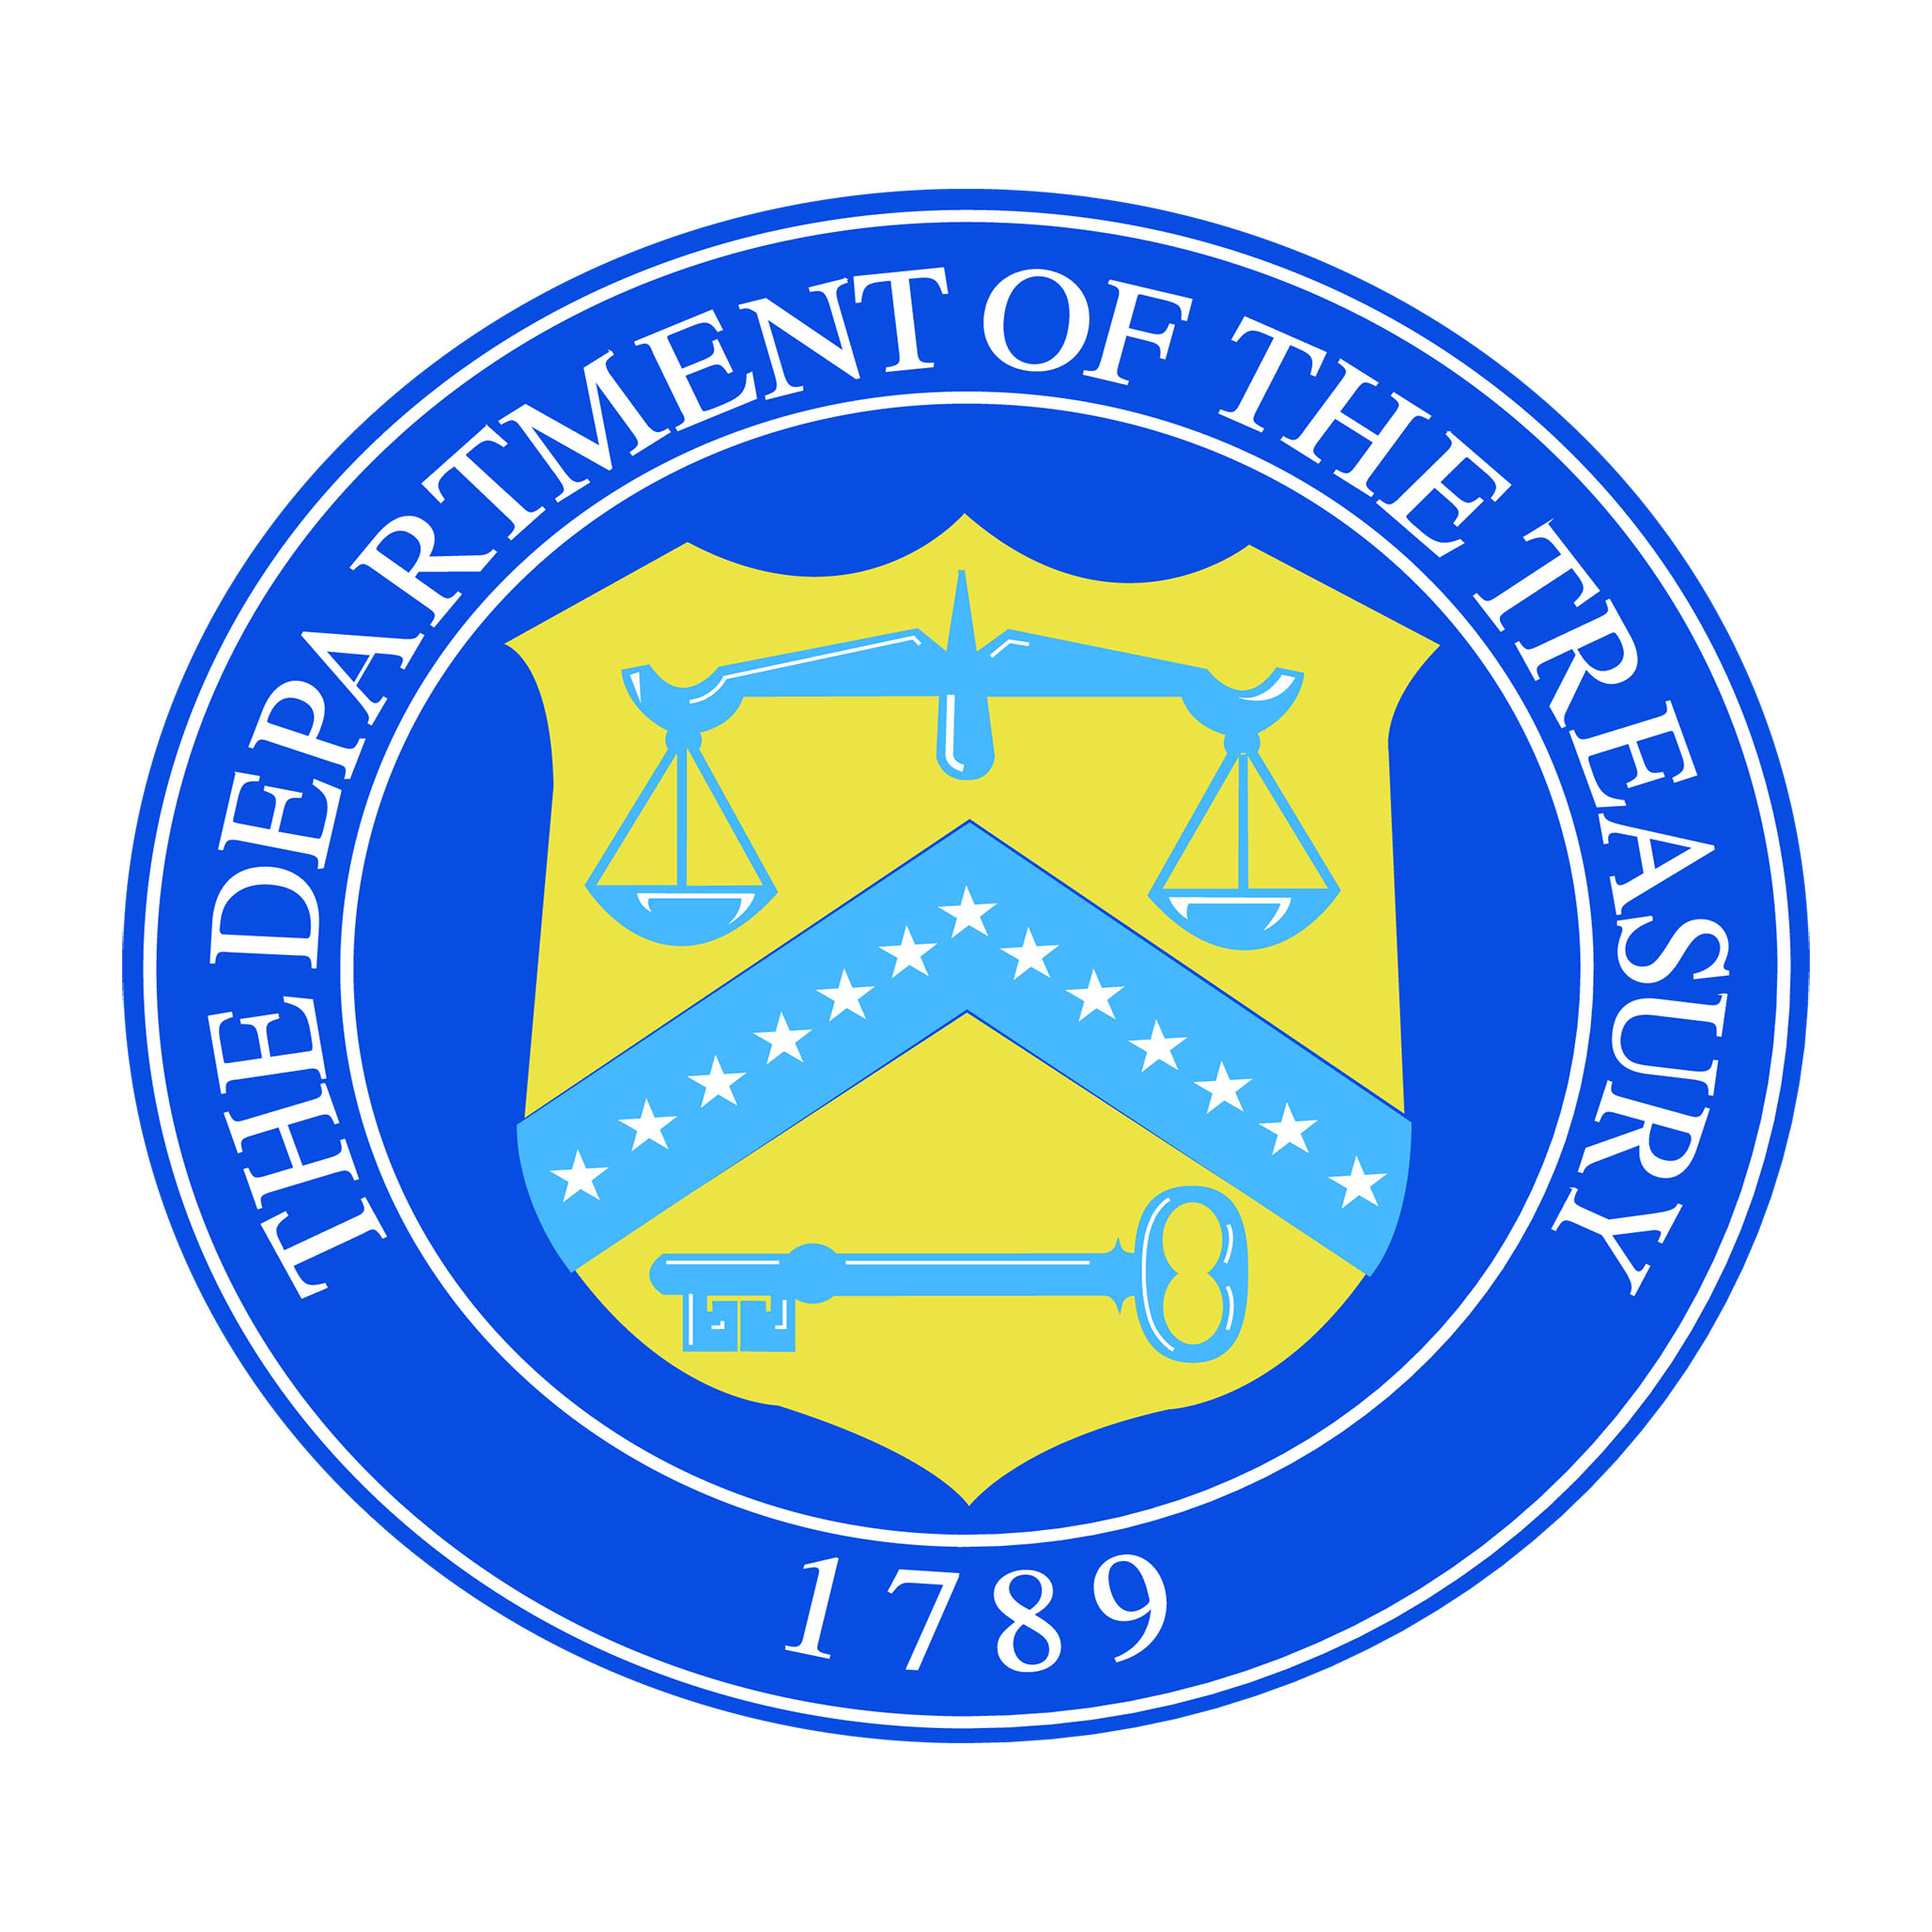 THE DEPARTMENT OF THE TREASURY
1789